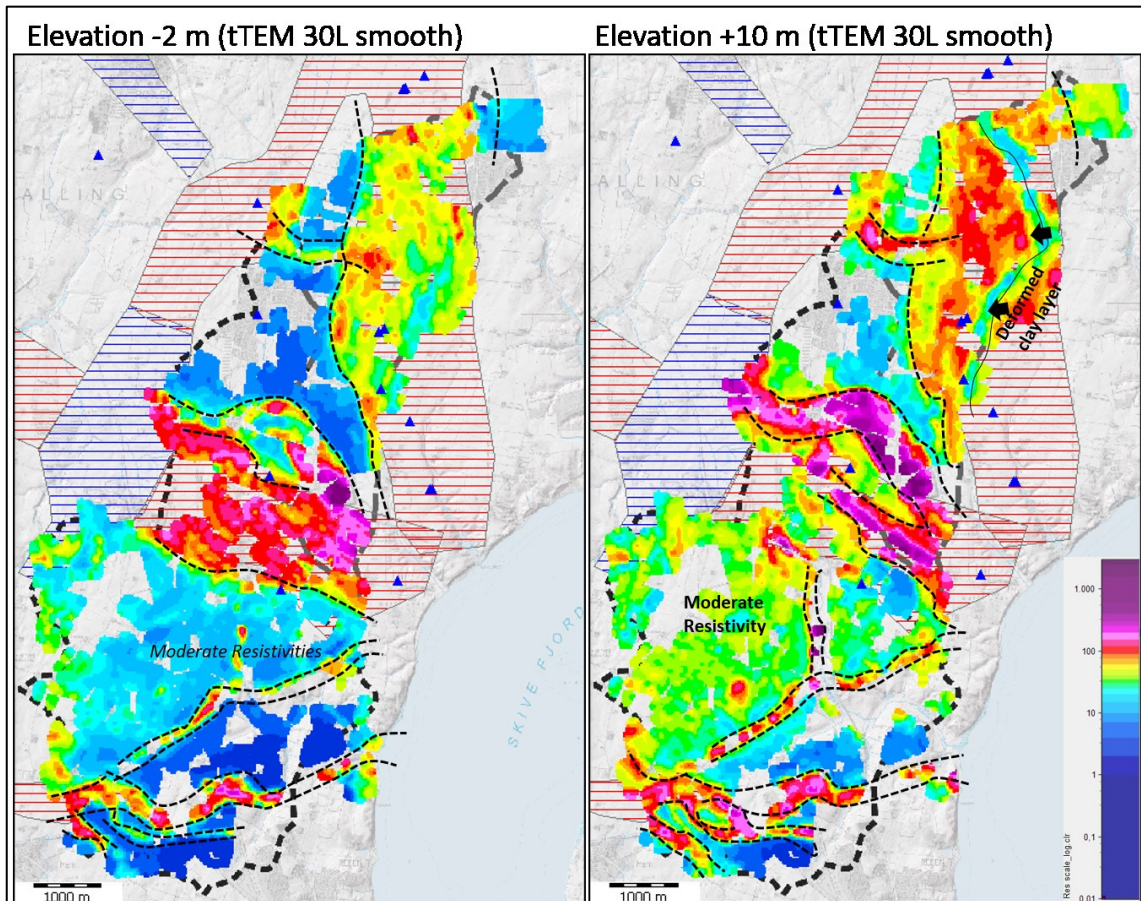 Elevation -2 m (tTEM 30L smooth)
ALLING
Moderate Resistivities
SKIVE FJORD
1000 m
Elevation +10 m (tTEM 30L smooth)
ALLING
Deformed
clay layer
Moderate
Resistivity
1.000
100
10
1
0,1
0,01
Res scale_log.clr
1000 m